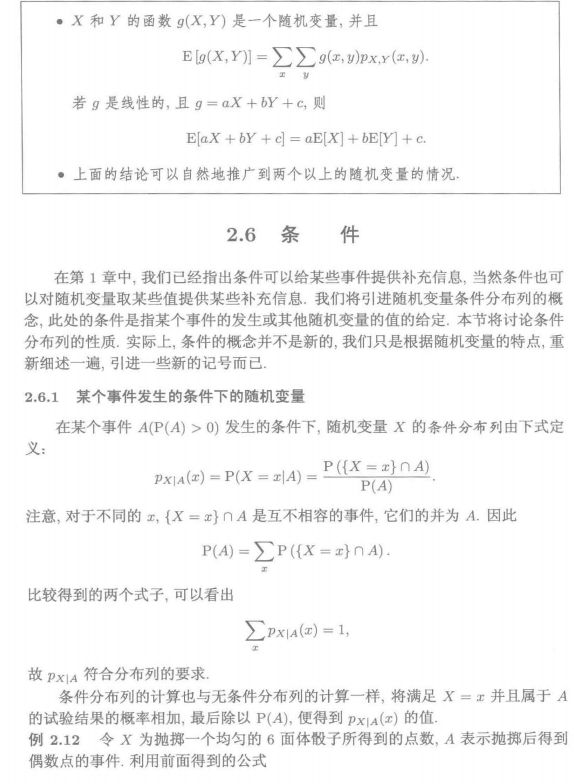 • X 和 Y 的函数 g(X,Y) 是一个随机变量, 并且
E[g(X,Y)] = ∑_x ∑_y g(x,y)p_{X,Y}(x,y).
若 g 是线性的, 且 g = aX + bY + c, 则
E[aX + bY + c] = aE[X] + bE[Y] + c.
• 上面的结论可以自然地推广到两个以上的随机变量的情况.
2.6 条 件
在第 1 章中, 我们已经指出条件可以给某些事件提供补充信息, 当然条件也可
以对随机变量取某些值提供某些补充信息. 我们将引进随机变量条件分布列的概
念, 此处的条件是指某个事件的发生或其他随机变量的值的给定. 本节将讨论条件
分布列的性质. 实际上, 条件的概念并不是新的, 我们只是根据随机变量的特点, 重
新细述一遍, 引进一些新的记号而已.
2.6.1 某个事件发生的条件下的随机变量
在某个事件 A(P(A) > 0) 发生的条件下, 随机变量 X 的条件分布列由下式定
义:
p_{X|A}(x) = P(X = x|A) = P({X = x} ∩ A) / P(A).
注意, 对于不同的 x, {X = x} ∩ A 是互不相容的事件, 它们的并为 A. 因此
P(A) = ∑_x P({X = x} ∩ A).
比较得到的两个式子, 可以看出
∑_x p_{X|A}(x) = 1,
故 p_{X|A} 符合分布列的要求.
条件分布列的计算也与无条件分布列的计算一样, 将满足 X = x 并且属于 A
的试验结果的概率相加, 最后除以 P(A), 便得到 p_{X|A}(x) 的值.
例 2.12 令 X 为抛掷一个均匀的 6 面体骰子所得到的点数, A 表示抛掷后得到
偶数点的事件. 利用前面得到的公式